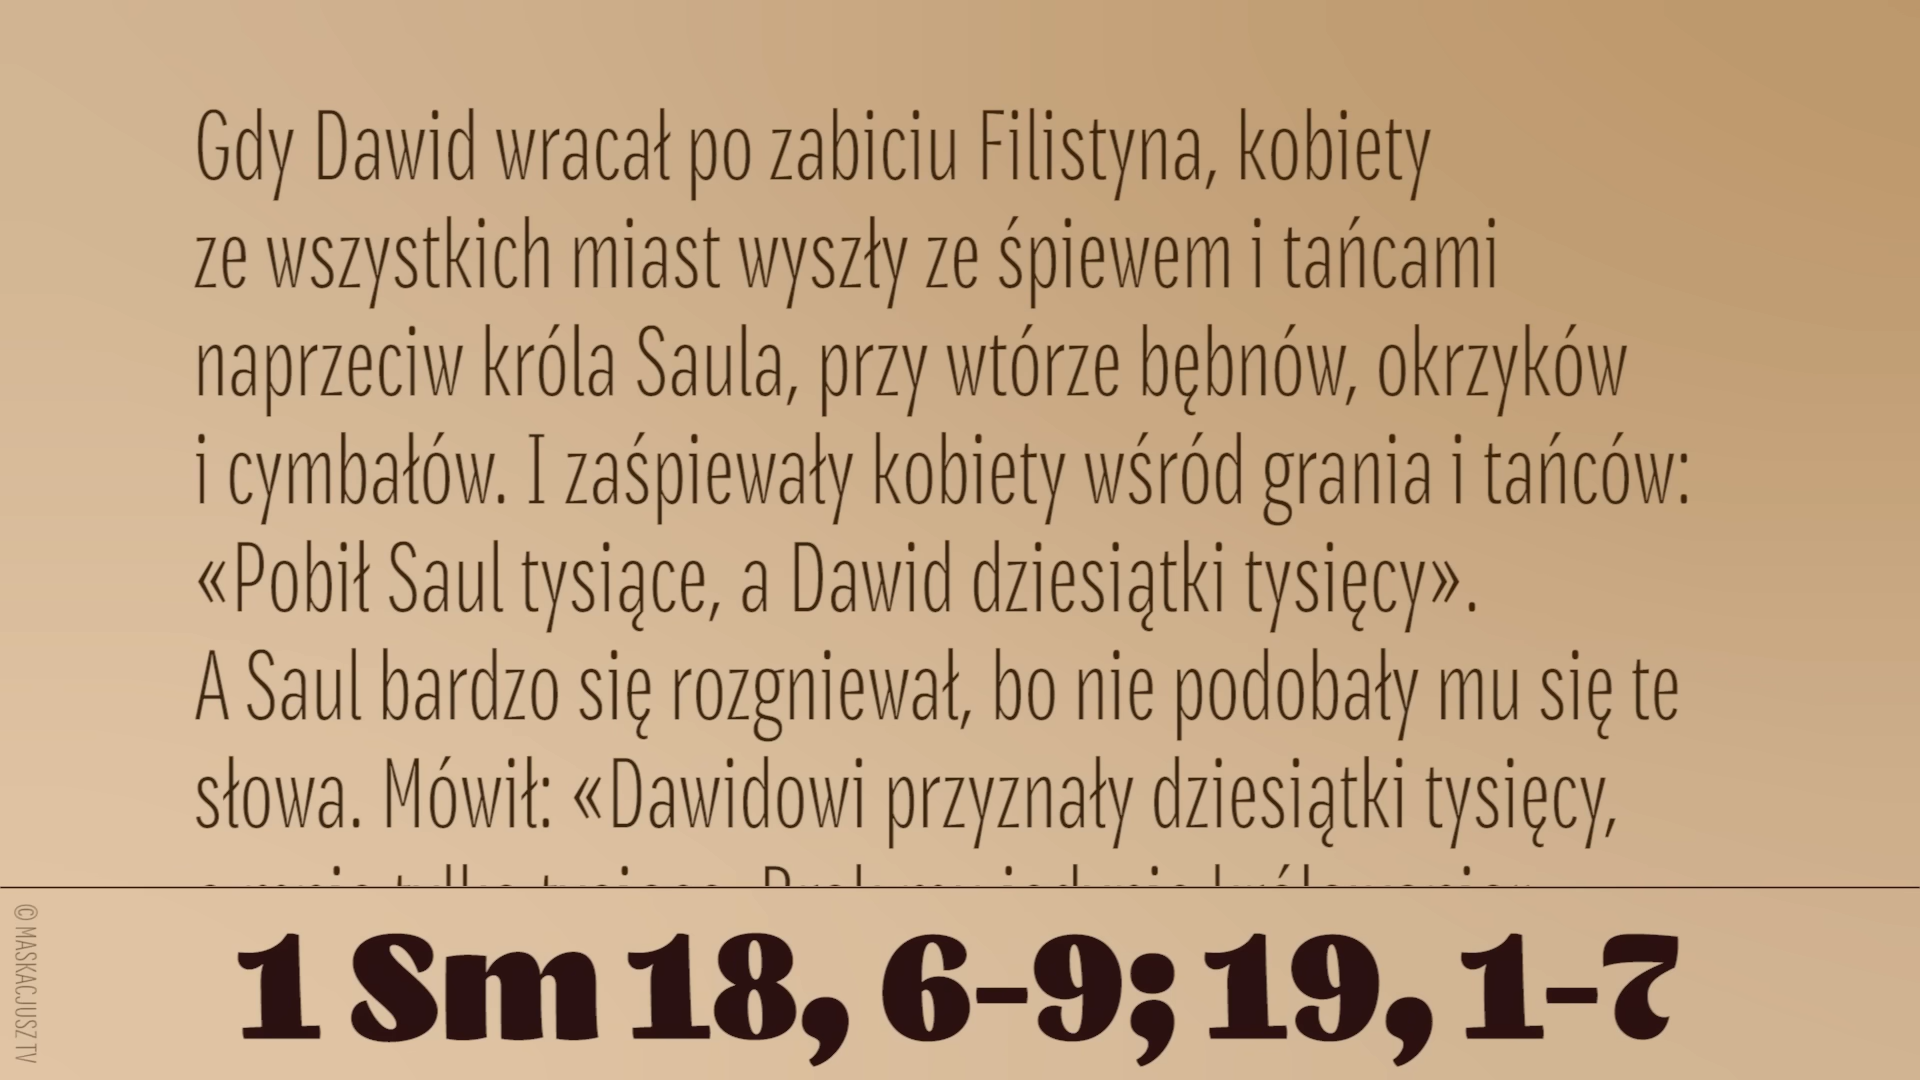 Gdy Dawid wracał po zabiciu Filistyna, kobiety
ze wszystkich miast wyszły ze śpiewem i tańcami
naprzeciw króla Saula, przy wtórze bębnów, okrzyków
i cymbałów. I zaśpiewały kobiety wśród grania i tańców:
«Pobił Saul tysiące, a Dawid dziesiątki tysięcy».
A Saul bardzo się rozgniewał, bo nie podobały mu się te
słowa. Mówił: «Dawidowi przyznały dziesiątki tysięcy,
1 Sm 18, 6-9; 19, 1-7
© MASKACJUSZ TV